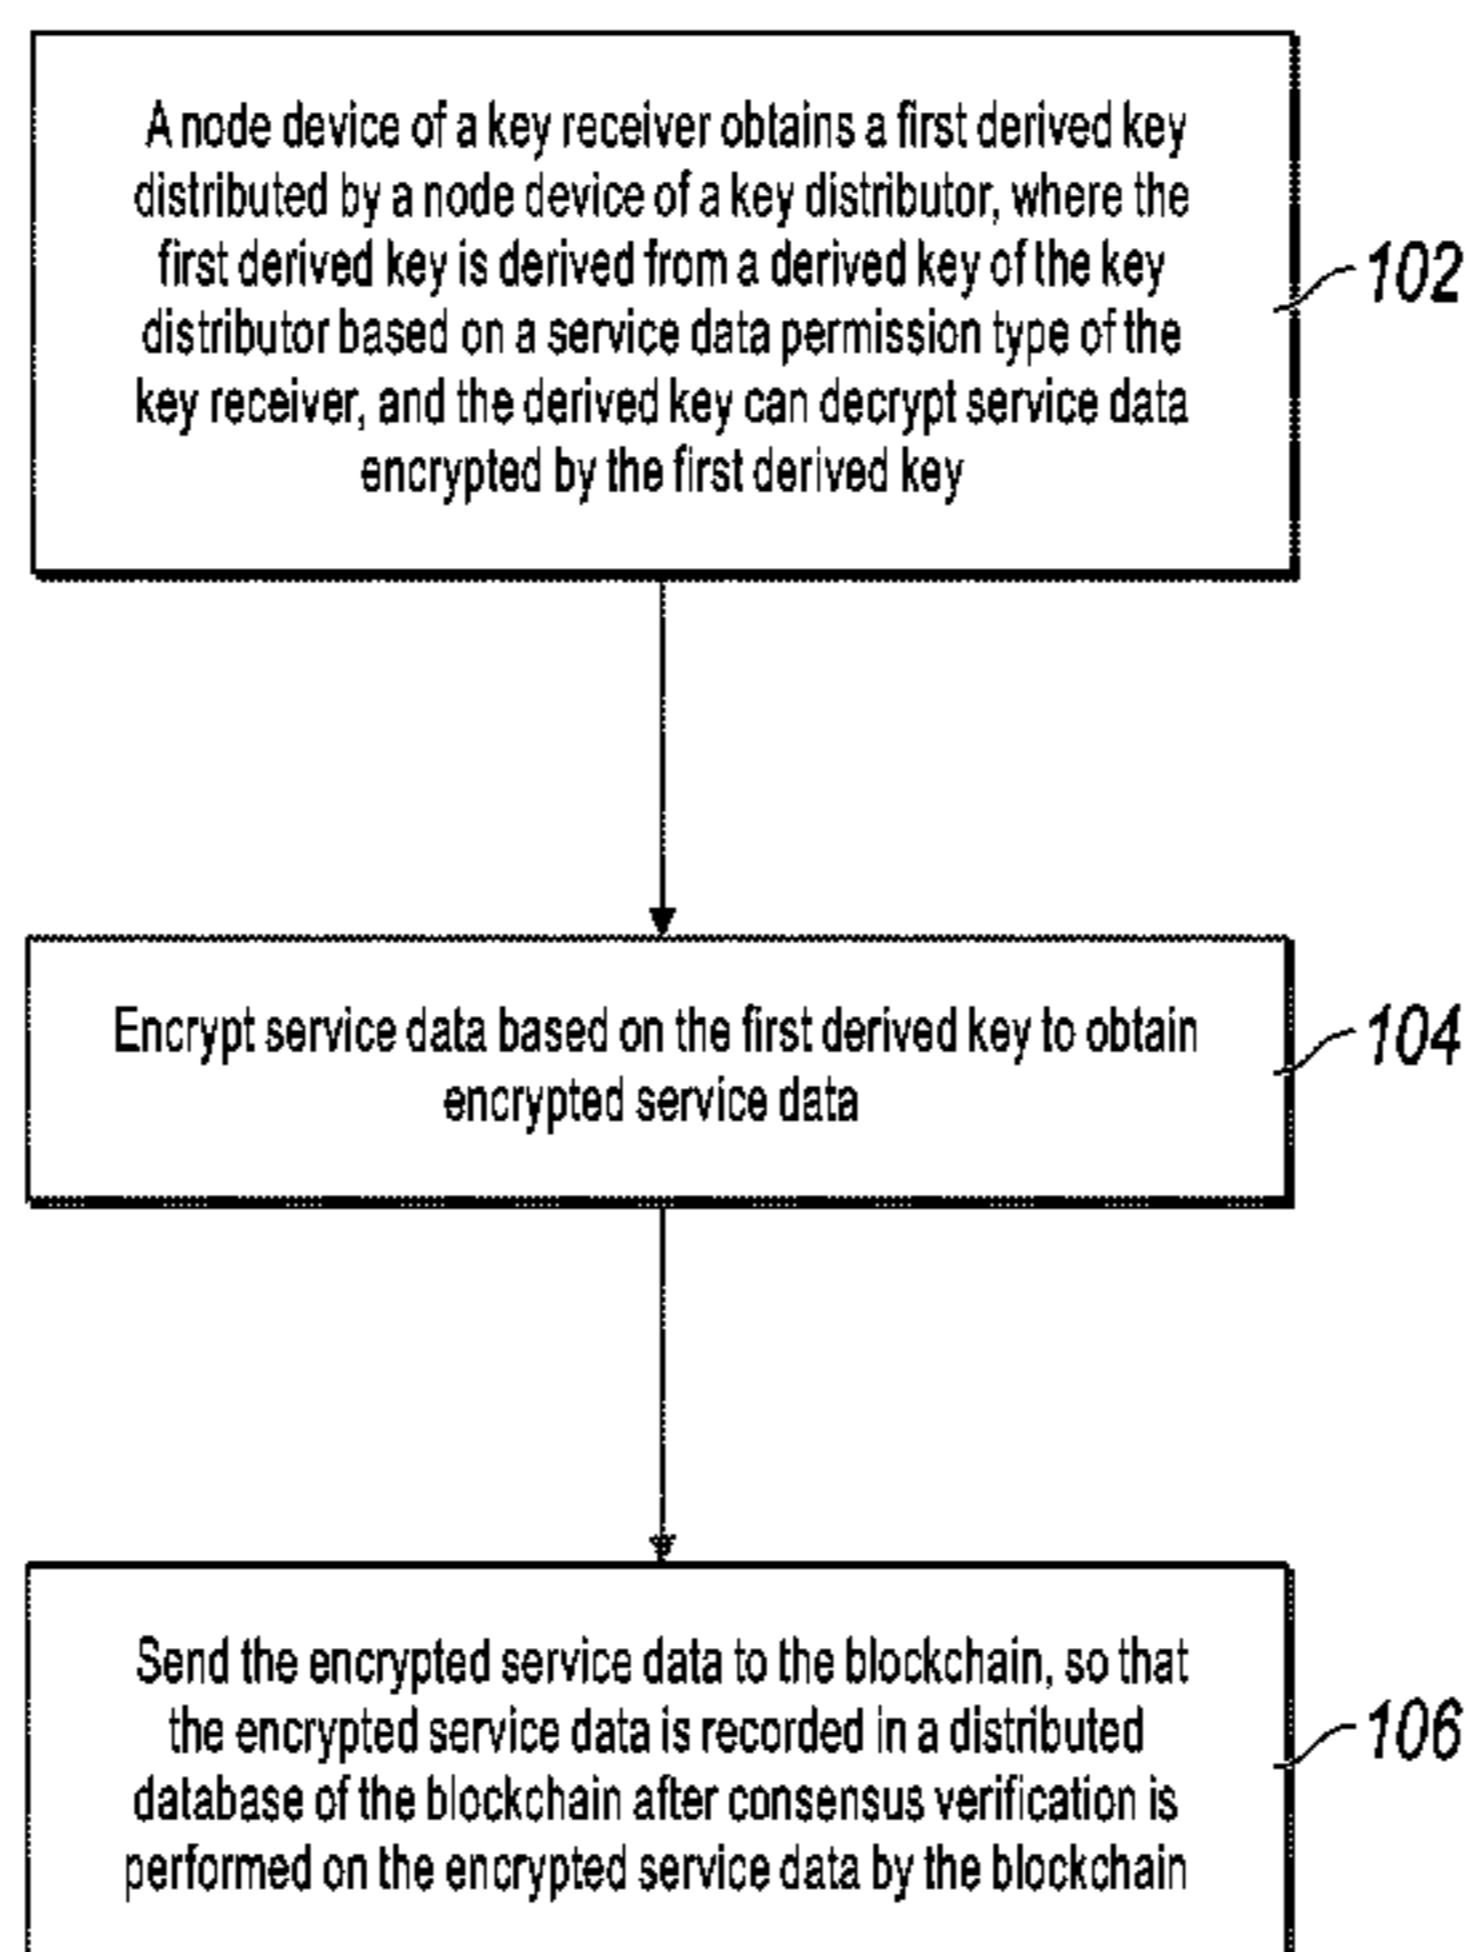 A node device of a key receiver obtains a first derived key
distributed by a node device of a key distributor, where the
first derived key is derived from a derived key of the key
distributor based on a service data permission type of the
key receiver, and the derived key can decrypt service data
encrypted by the first derived key
102
Encrypt service data based on the first derived key to obtain
encrypted service data
104
Send the encrypted service data to the blockchain, so that
the encrypted service data is recorded in a distributed
database of the blockchain after consensus verification is
performed on the encrypted service data by the blockchain
106